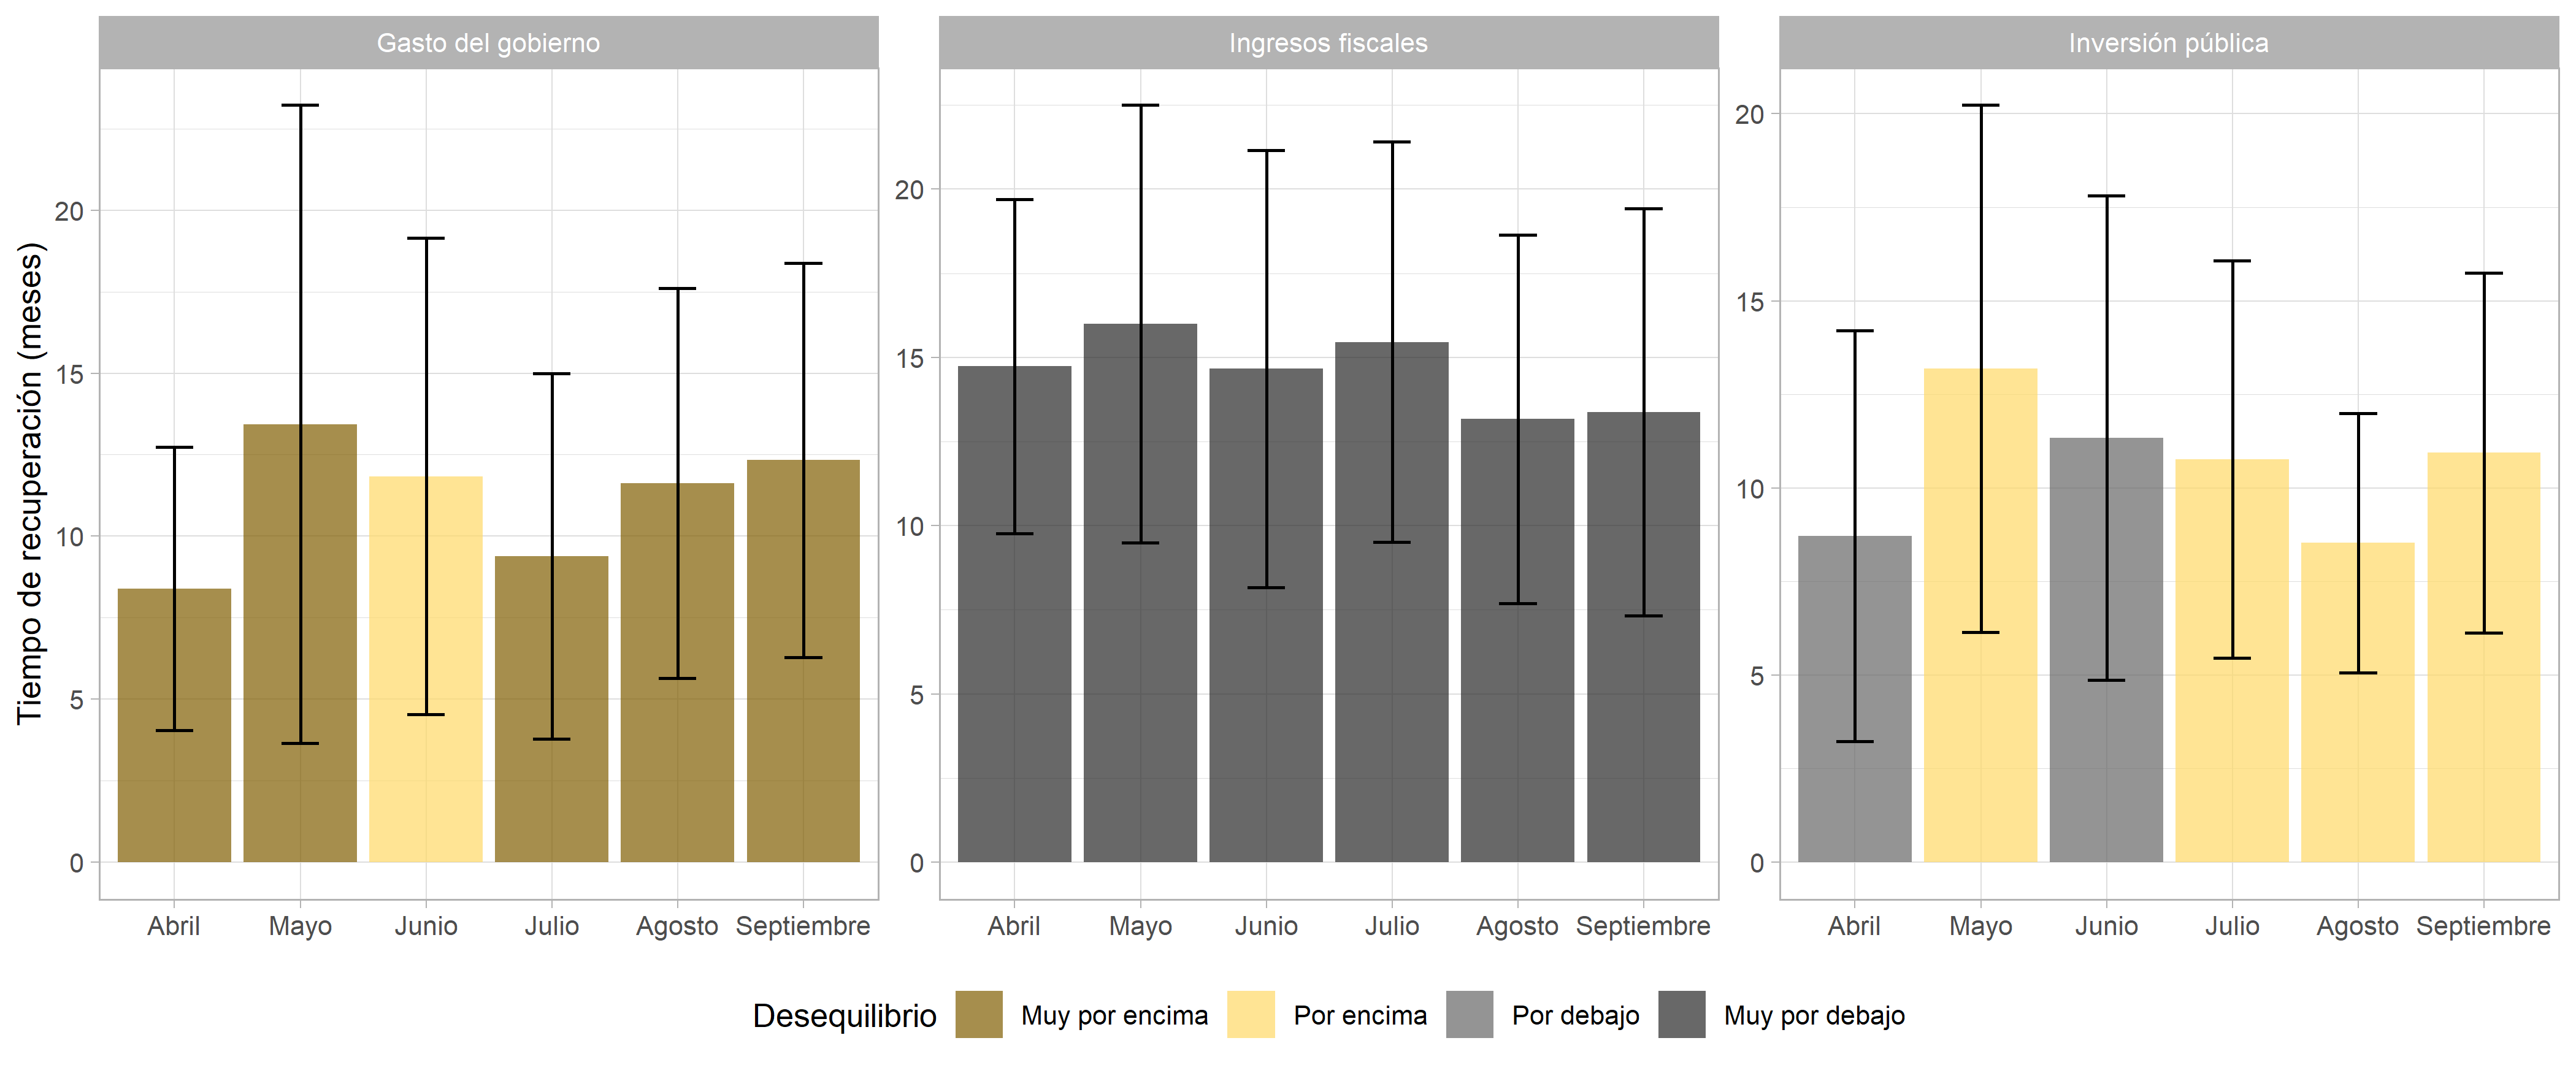 Gasto del gobierno
Ingresos fiscales
Inversión pública
Tiempo de recuperación (meses)
20
15
10
5
0
20
15
10
5
0
20
15
10
5
0
Abril Mayo Junio Julio Agosto Septiembre
Abril Mayo Junio Julio Agosto Septiembre
Abril Mayo Junio Julio Agosto Septiembre
Desequilibrio Muy por encima Por encima Por debajo Muy por debajo